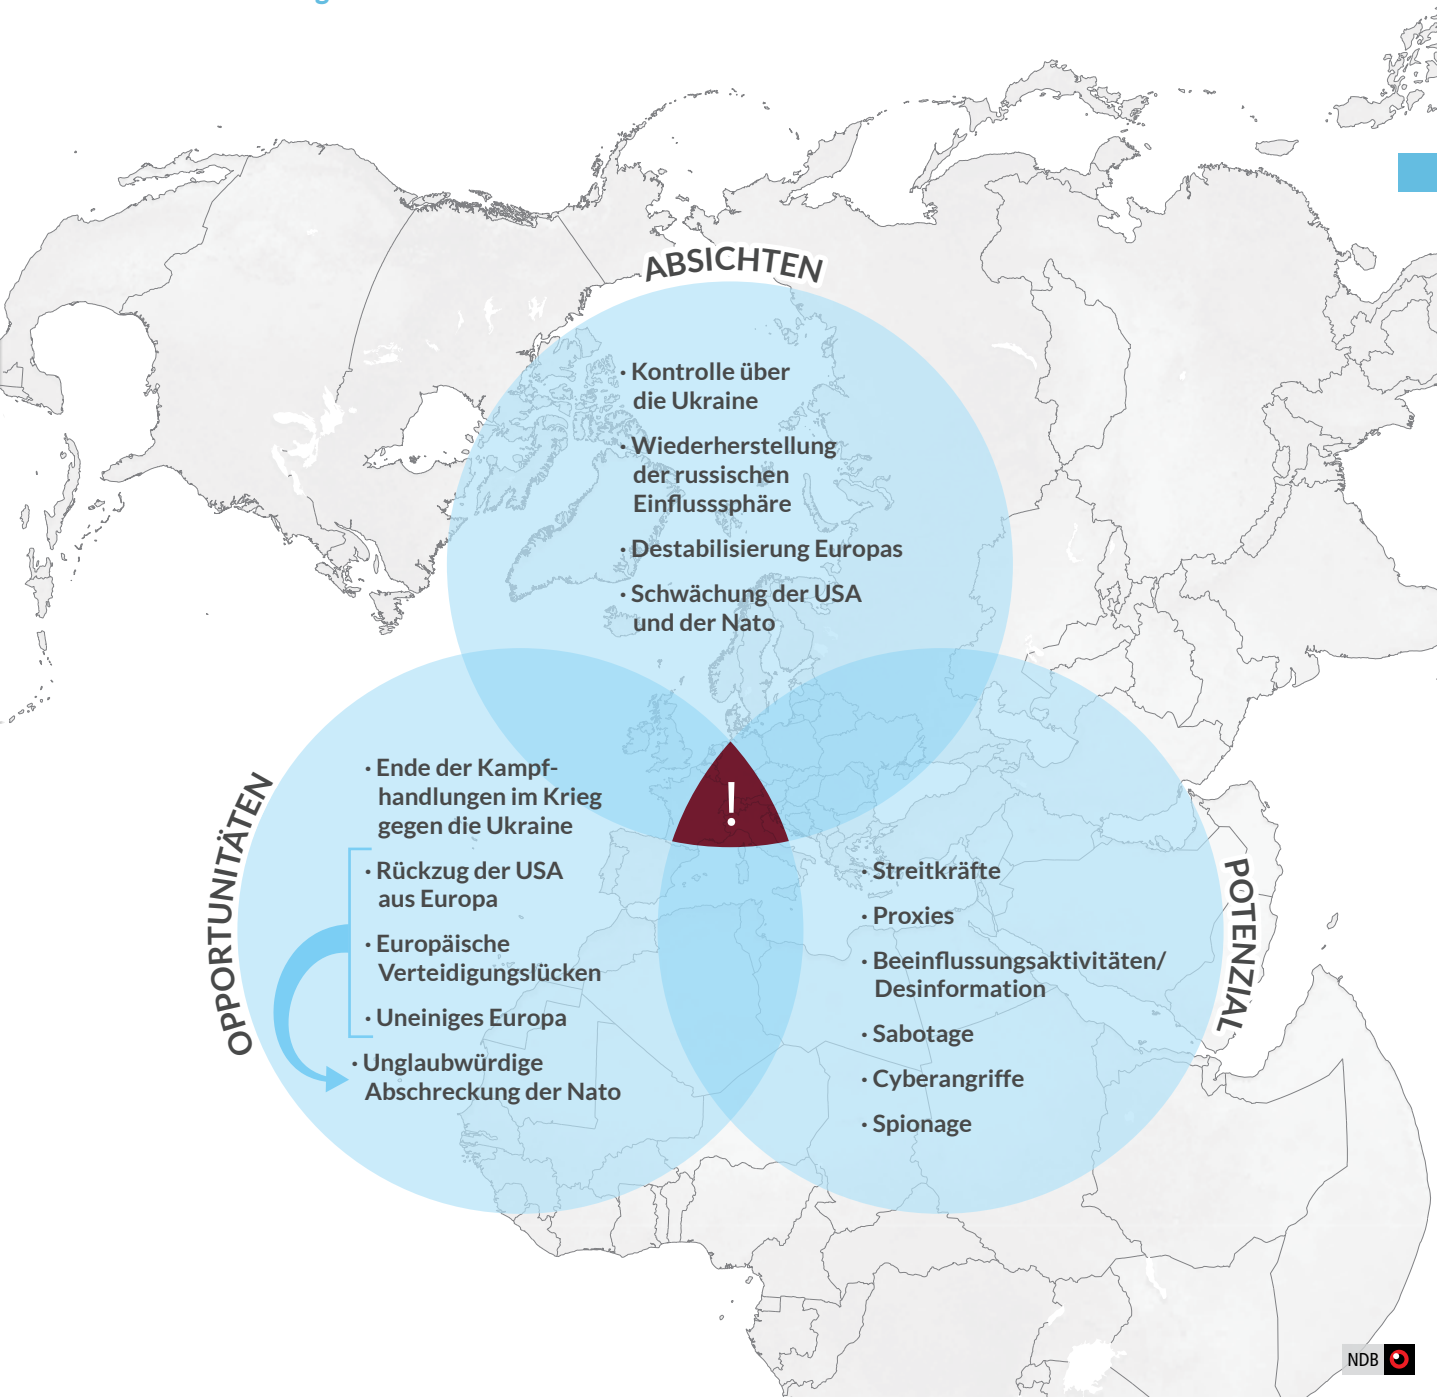 ABSICHTEN
· Kontrolle über
die Ukraine
· Wiederherstellung
der russischen
Einflusssphäre
· Destabilisierung Europas
· Schwächung der USA
und der Nato
OPPORTUNITÄTEN
· Ende der Kampf-
handlungen im Krieg
gegen die Ukraine
· Rückzug der USA
aus Europa
· Europäische
Verteidigungslücken
· Uneiniges Europa
· Unglaubwürdige
Abschreckung der Nato
!
POTENZIAL
· Streitkräfte
· Proxies
· Beeinflussungsaktivitäten/
Desinformation
· Sabotage
· Cyberangriffe
· Spionage
NDB